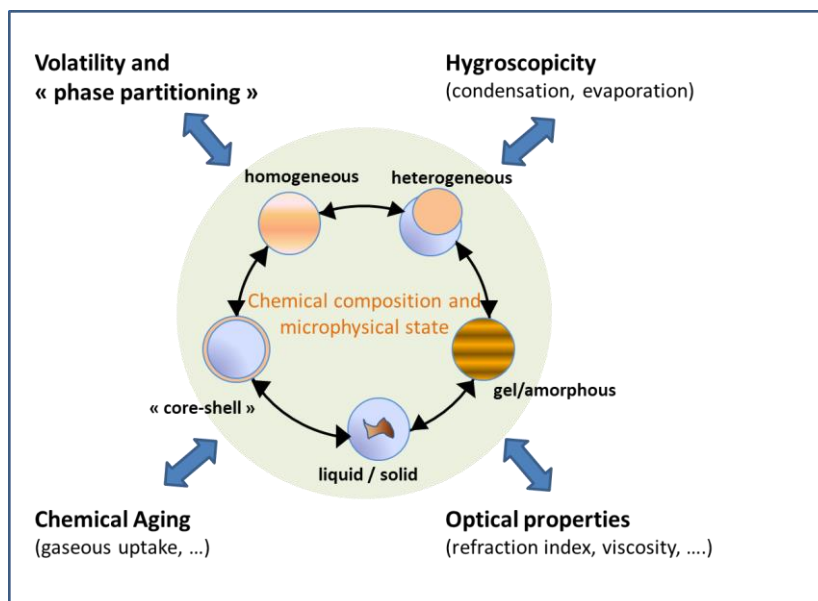 Volatility and
« phase partitioning »
Hygroscopicity
(condensation, evaporation)
homogeneous
heterogeneous
Chemical composition and
microphysical state
gel/amorphous
« core-shell »
liquid / solid
Chemical Aging
(gaseous uptake, …)
Optical properties
(refraction index, viscosity, ….)